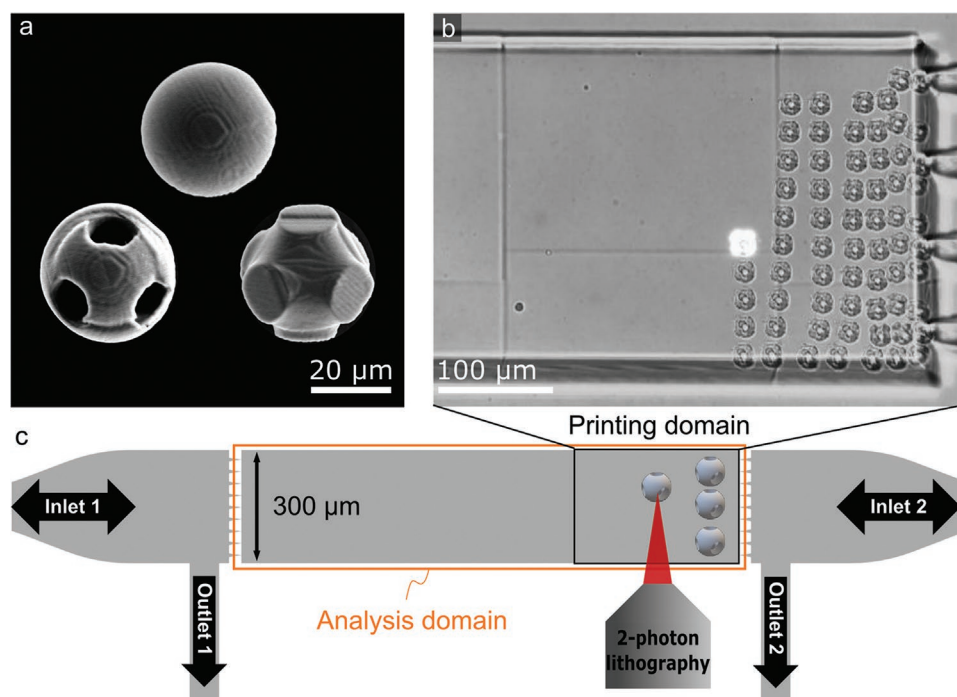 a
b
20 µm
100 µm
c
Printing domain
Inlet 1
300 µm
Inlet 2
Analysis domain
Outlet 1
2-photon
lithography
Outlet 2